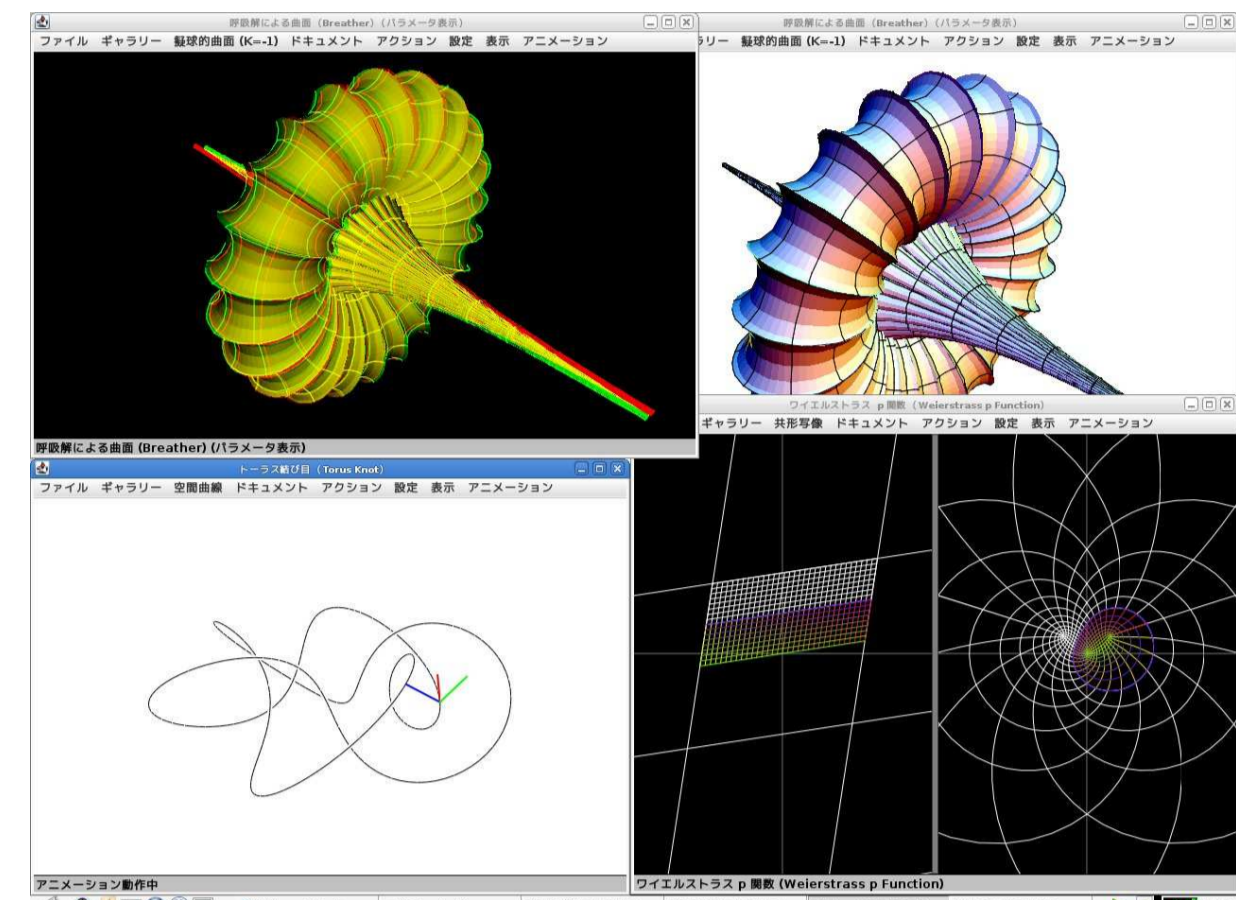 呼吸解による曲面 (Breather) (パラメータ表示)
ファイル ギャラリー 擬球的曲面 (K=-1) ドキュメント アクション 設定 表示 アニメーション
呼吸解による曲面 (Breather) (パラメータ表示)
呼吸解による曲面 (Breather) (パラメータ表示)
ラリー 擬球的曲面 (K=-1) ドキュメント アクション 設定 表示 アニメーション
トーラス結び目 (Torus Knot)
ファイル ギャラリー 空間曲線 ドキュメント アクション 設定 表示 アニメーション
アニメーション動作中
ワイエルストラス p 関数 (Weierstrass p Function)
ギャラリー 共形写像 ドキュメント アクション 設定 表示 アニメーション
ワイエルストラス p 関数 (Weierstrass p Function)